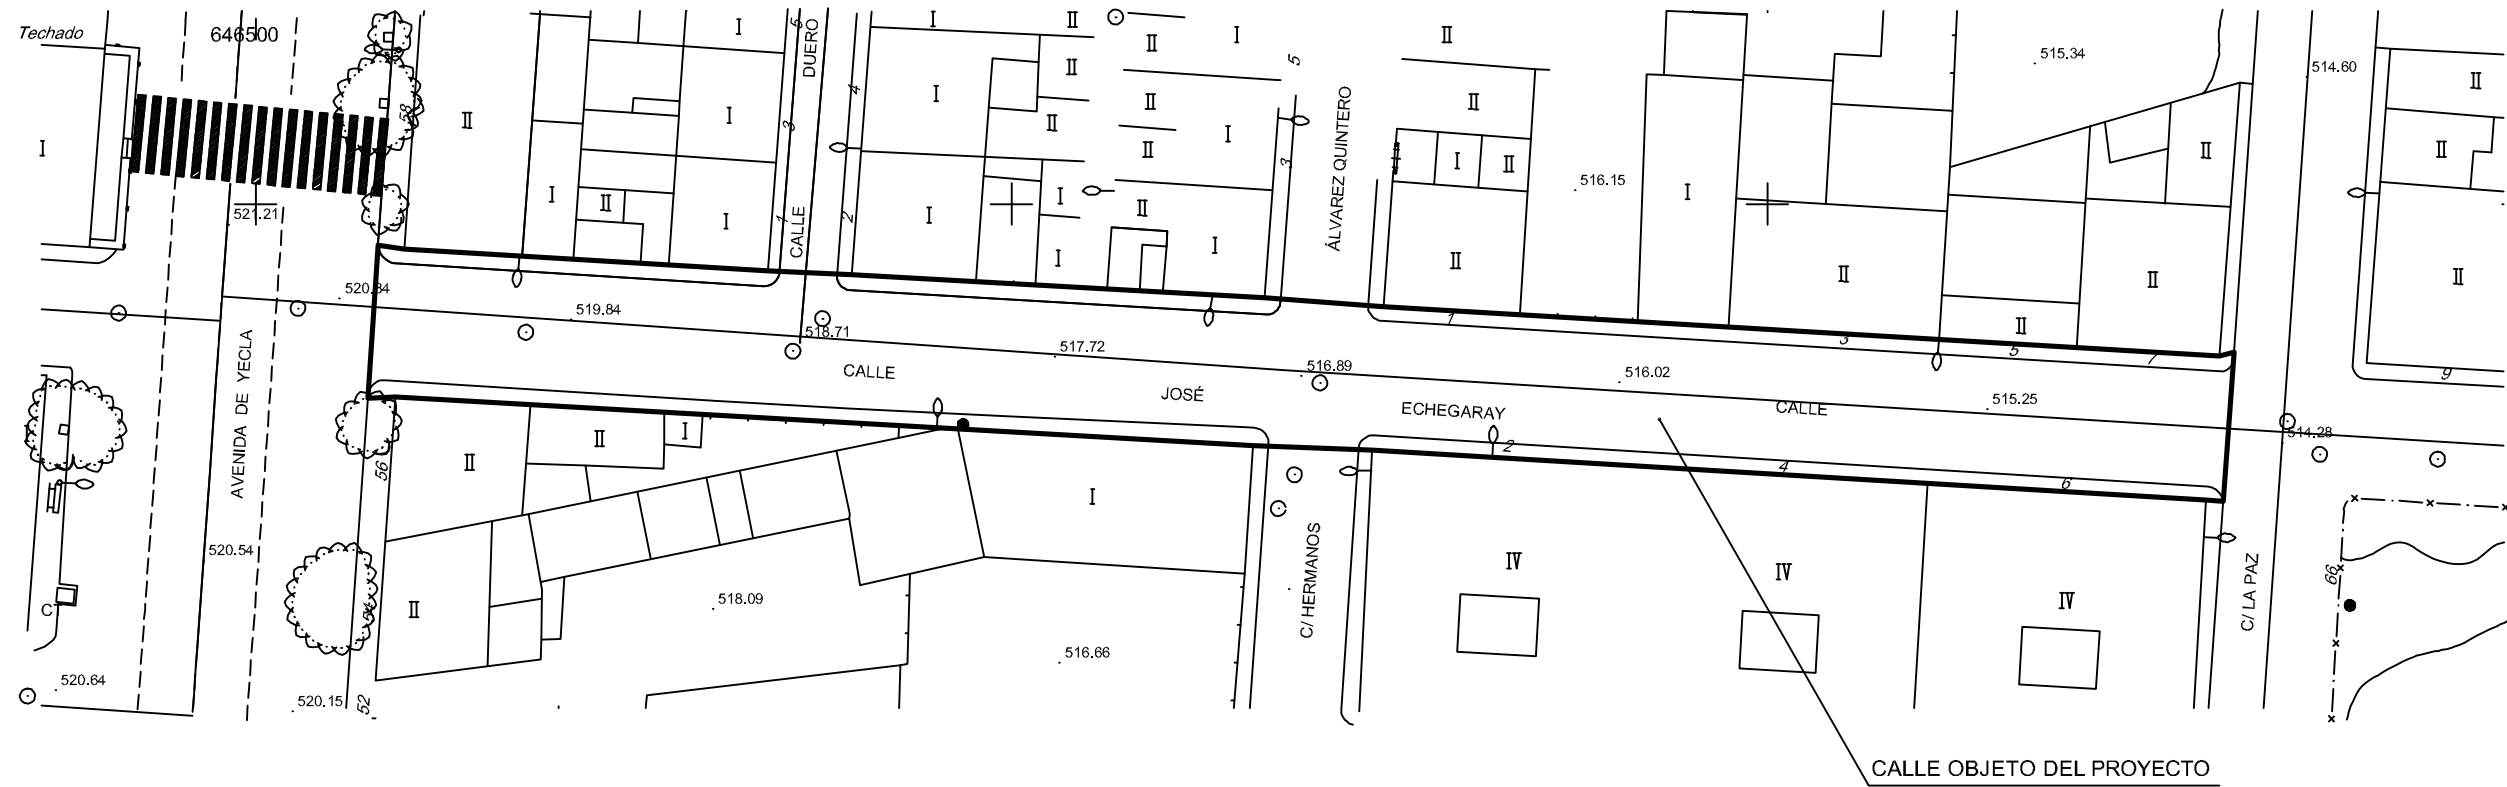 Techado
646500
I
58
II
I
5
DUERO
I
II
II
I
5
II
II
515.34
514.60
II
II
I
3
4
I
II
II
II
I
3
ÁLVAREZ QUINTERO
I
II
516.15
I
II
II
521.21
I
II
I
1
CALLE
2
I
I
I
II
I
II
II
II
II
II
520.84
519.84
518.71
517.72
516.89
516.02
515.25
514.28
1
3
5
7
9
AVENIDA DE YECLA
CALLE
JOSÉ
ECHEGARAY
CALLE
2
4
6
56
II
II
I
I
IV
IV
IV
520.54
54
II
518.09
516.66
C/ HERMANOS
C/ LA PAZ
66
CT
520.64
520.15
52
CALLE OBJETO DEL PROYECTO